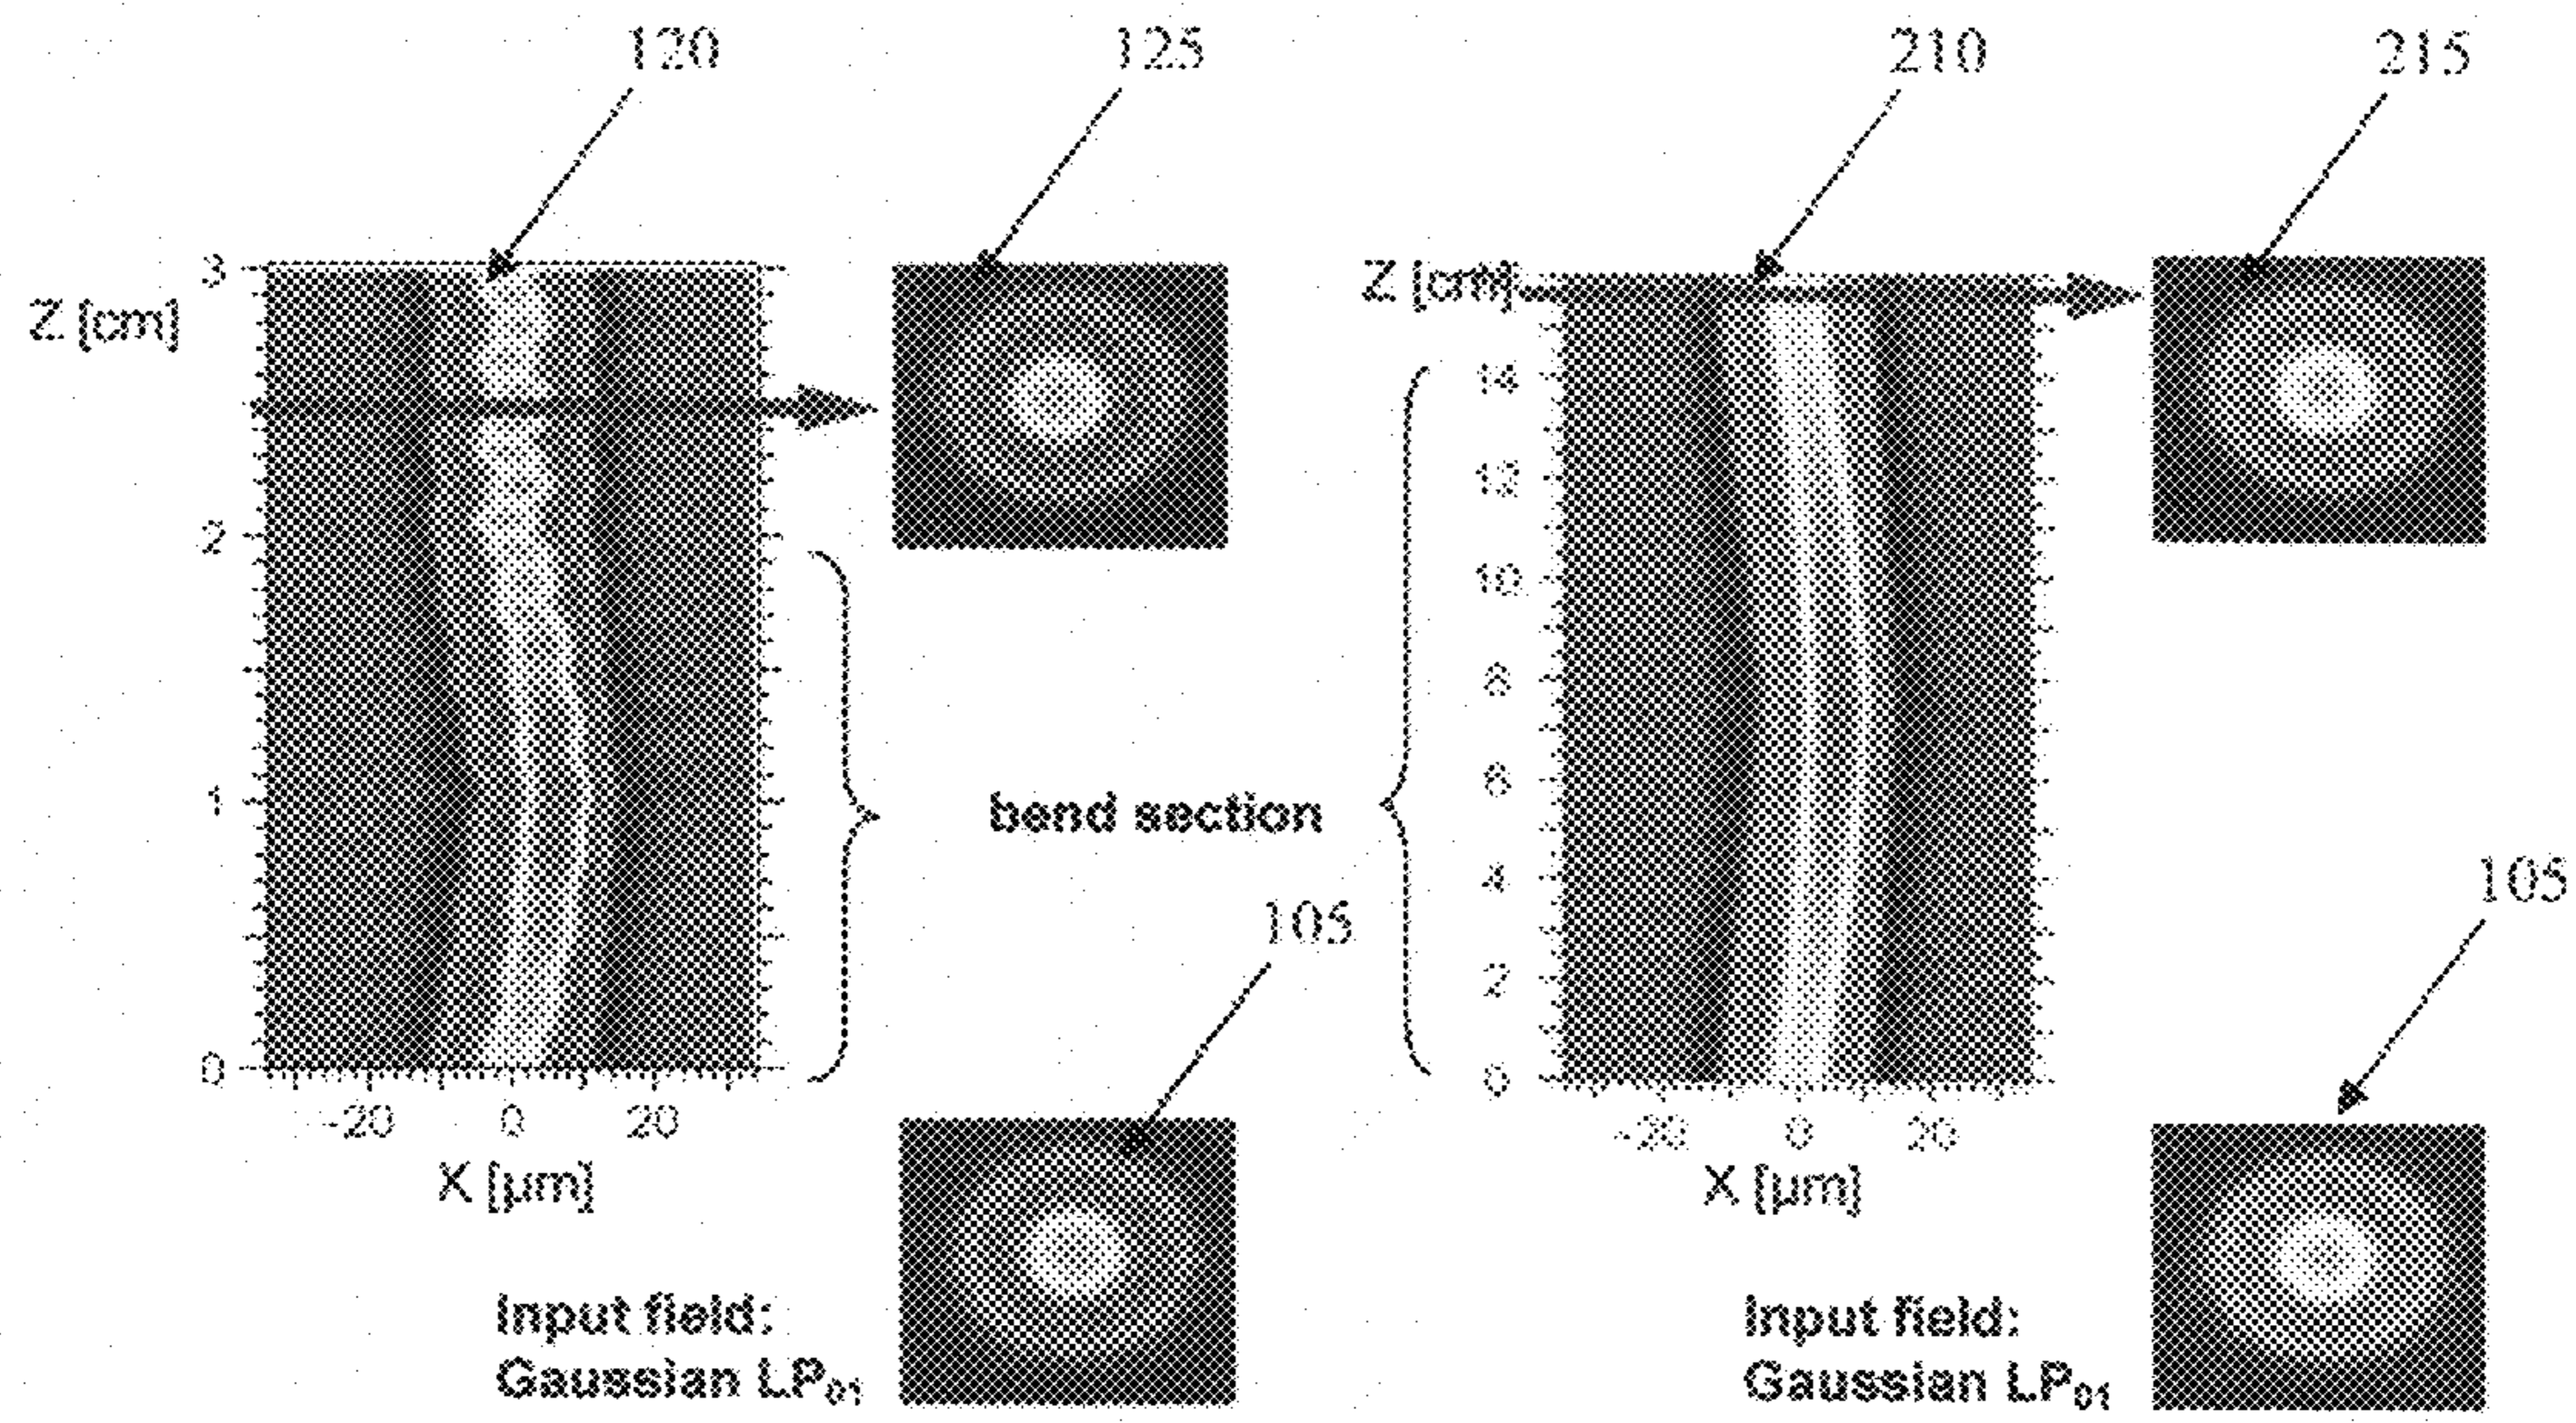 120
125
210
215
3
Z [cm]
2
1
0
-20 0 20
X [µm]
Z [cm]
14
12
10
8
6
4
2
0
-20 0 20
X [µm]
bend section
105
105
Input field:
Gaussian LP₀₁
Input field:
Gaussian LP₀₁